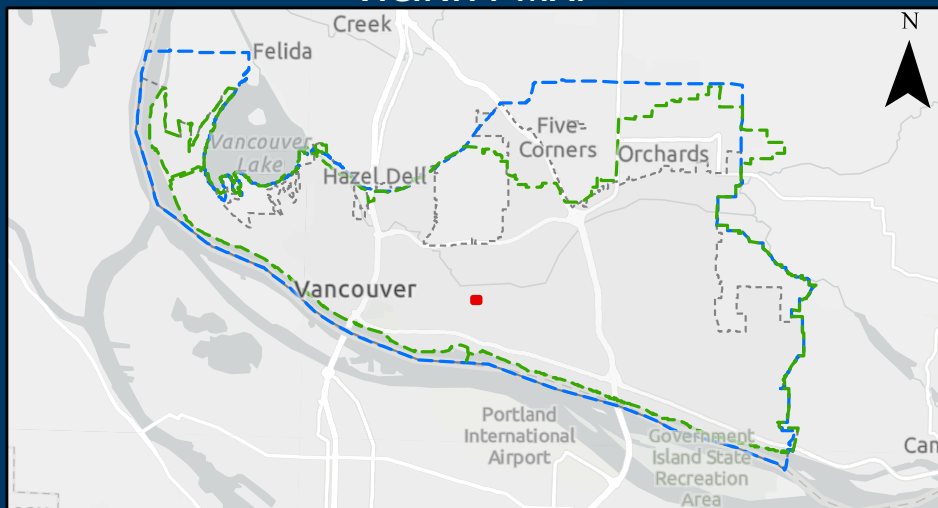 Creek
N
Felida
Five-
Corners
Vancouver
Lake
Orchards
Hazel Dell
Vancouver
Portland
International
Airport
Government
Island State
Recreation
Area